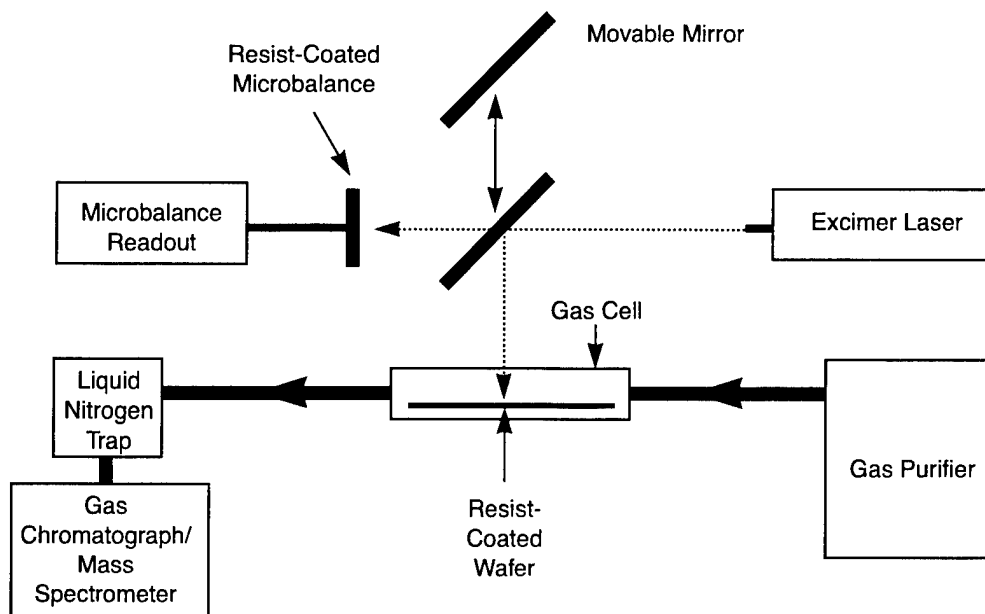 Movable Mirror
Resist-Coated
Microbalance
Microbalance
Readout
Excimer Laser
Gas Cell
Liquid
Nitrogen
Trap
Gas Purifier
Gas
Chromatograph/
Mass
Spectrometer
Resist-
Coated
Wafer